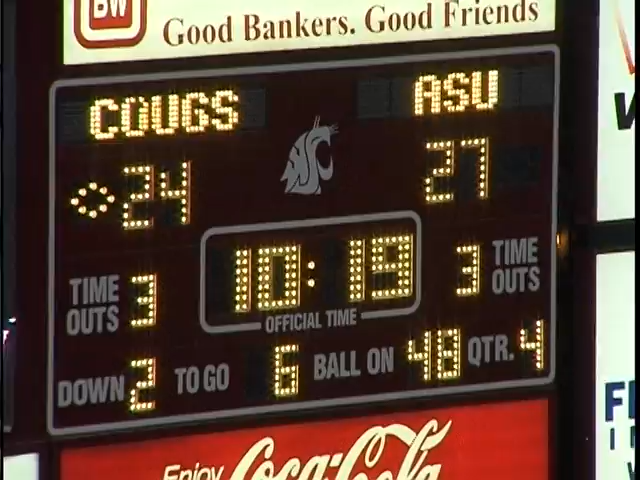 BW
Good Bankers. Good Friends
COUGS ASU
24 27
10:19
TIME OUTS 3
3 TIME OUTS
OFFICIAL TIME
DOWN 2 TO GO 6 BALL ON 48 QTR. 4
Enjoy
Coca-Cola